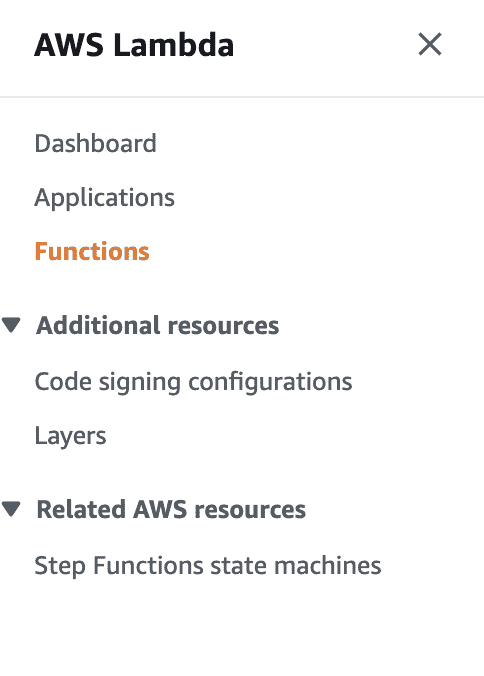 AWS Lambda
Dashboard
Applications
Functions
Additional resources
Code signing configurations
Layers
Related AWS resources
Step Functions state machines